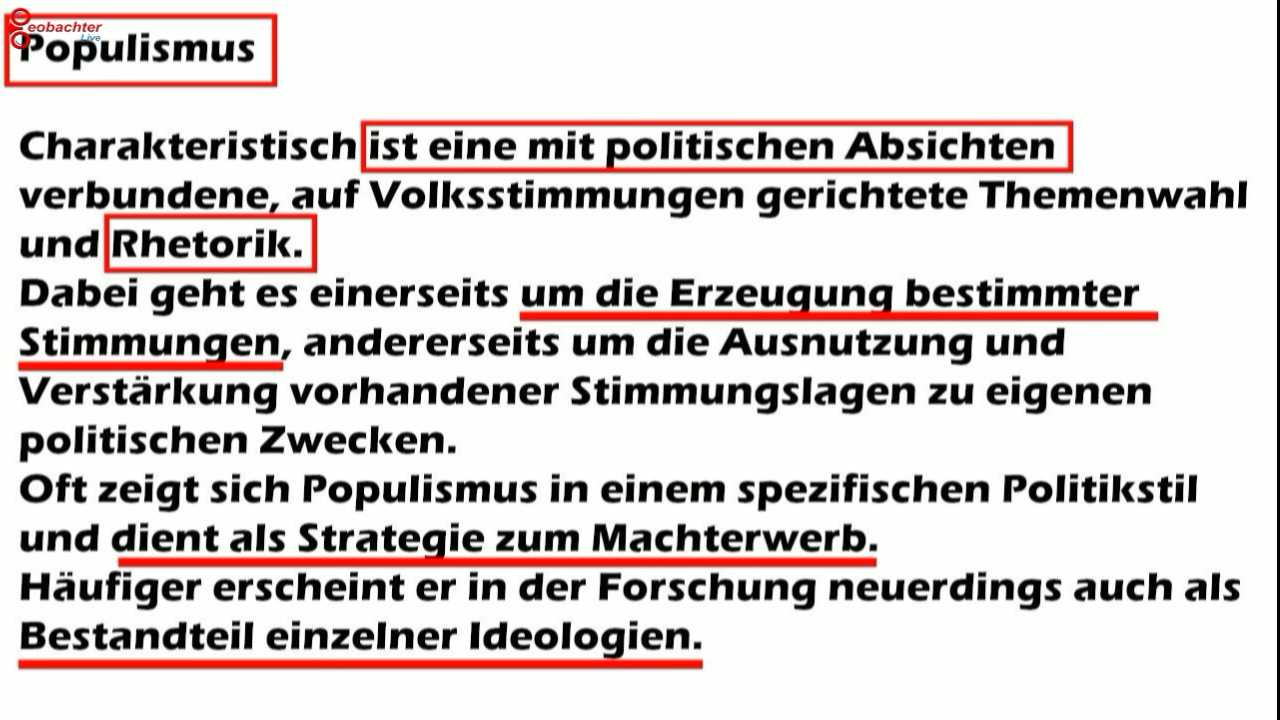 eobachter
Live
Populismus
Charakteristisch ist eine mit politischen Absichten
verbundene, auf Volksstimmungen gerichtete Themenwahl
und Rhetorik.
Dabei geht es einerseits um die Erzeugung bestimmter
Stimmungen, andererseits um die Ausnutzung und
Verstärkung vorhandener Stimmungslagen zu eigenen
politischen Zwecken.
Oft zeigt sich Populismus in einem spezifischen Politikstil
und dient als Strategie zum Machterwerb.
Häufiger erscheint er in der Forschung neuerdings auch als
Bestandteil einzelner Ideologien.